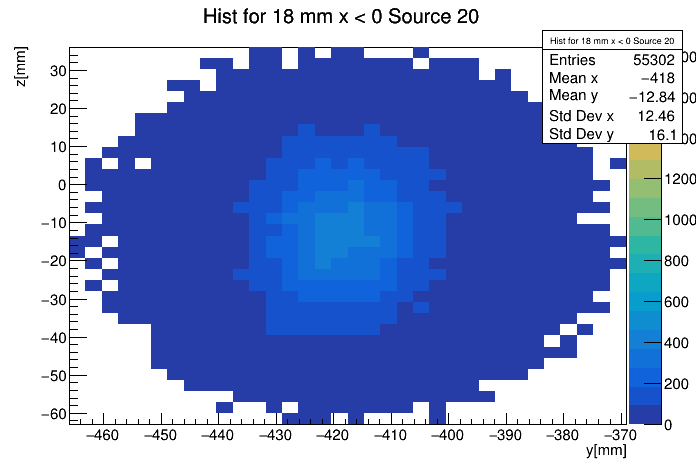 Hist for 18 mm x < 0 Source 20
Hist for 18 mm x < 0 Source 20
Entries 55302
Mean x −418
Mean y −12.84
Std Dev x 12.46
Std Dev y 16.1
z[mm]
30
20
10
0
−10
−20
−30
−40
−50
−60
−460 −450 −440 −430 −420 −410 −400 −390 −380 −370
y[mm]
1200
1000
800
600
400
200
0